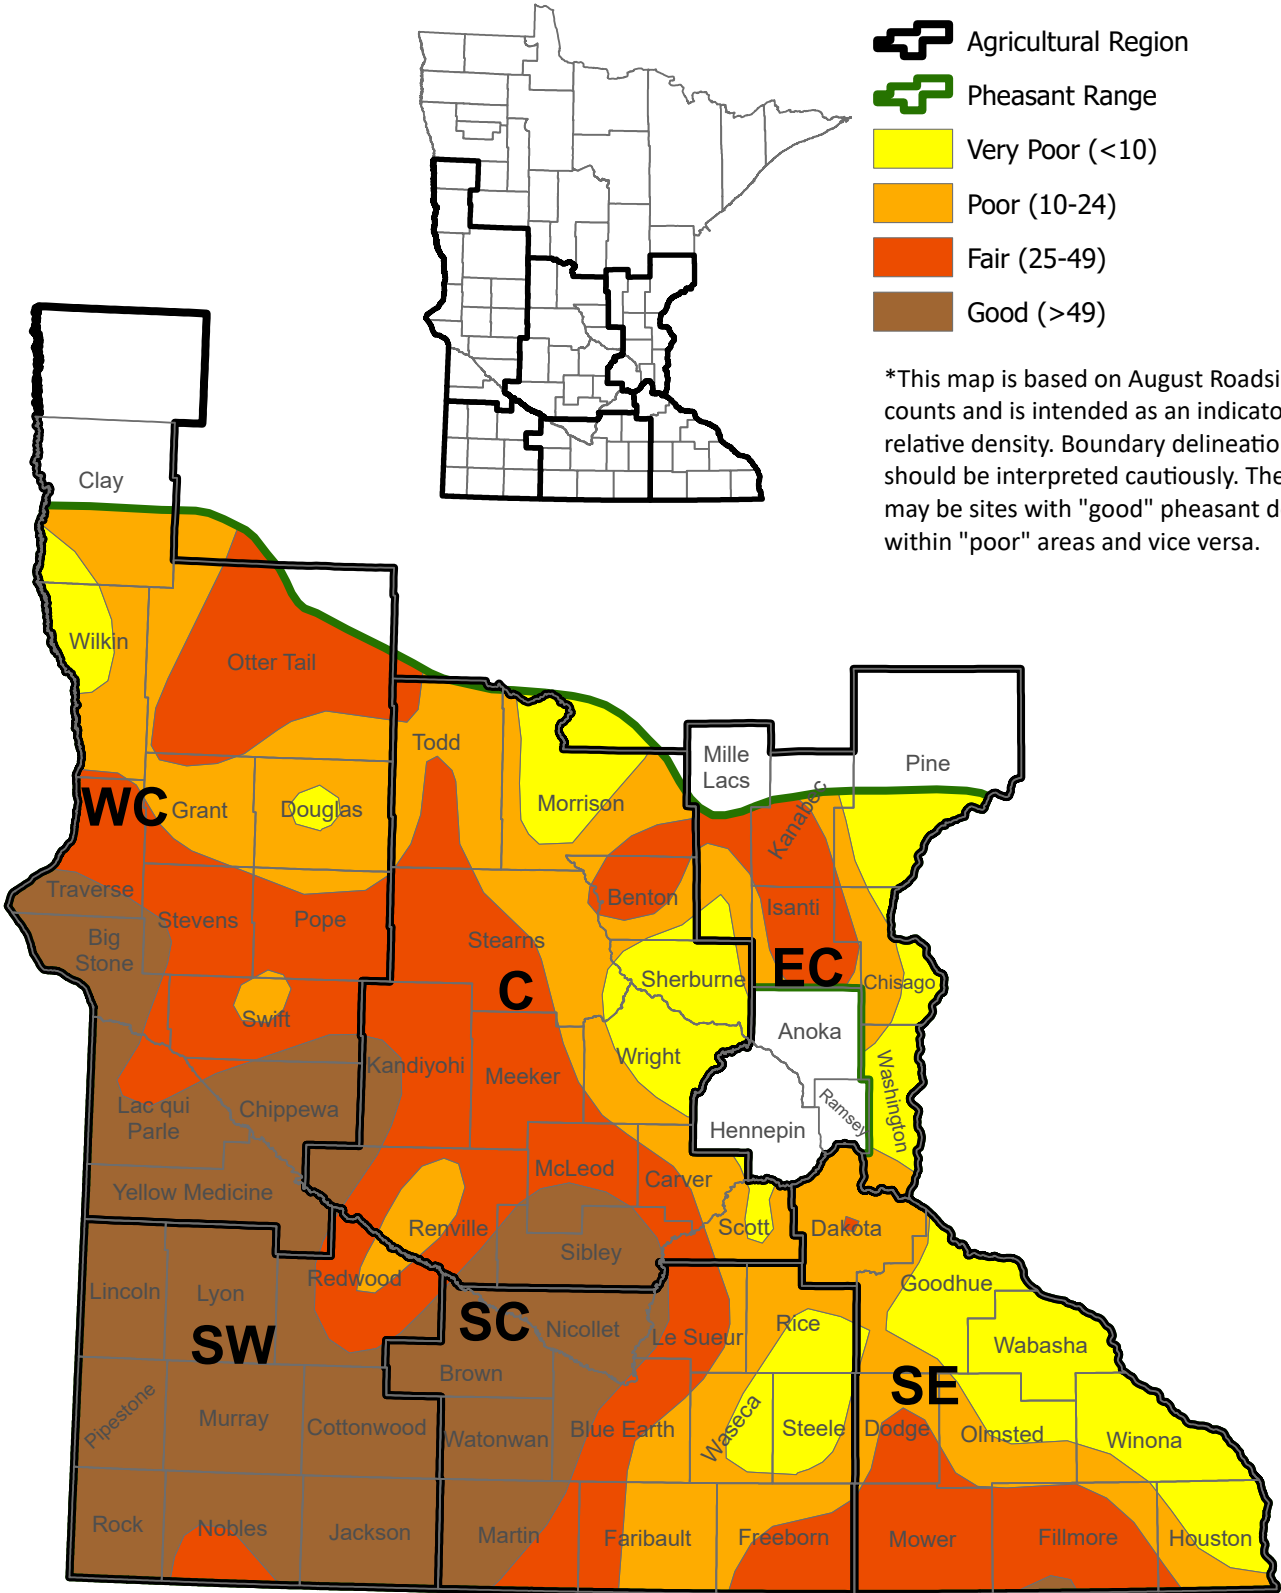 Agricultural Region
Pheasant Range
Very Poor (<10)
Poor (10-24)
Fair (25-49)
Good (>49)
*This map is based on August
counts and is intended as an
relative density. Boundary
should be interpreted cautiously.
may be sites with "good" pheasant
within "poor" areas and vice versa.
Clay
Wilkin
Otter Tail
Todd
Mille
Lacs
Pine
WC
Grant
Douglas
Morrison
Kanabec
Traverse
Stevens
Pope
Benton
Isanti
Big
Stone
Stearns
C
Sherburne
EC
Chisago
Swift
Anoka
Kandiyohi
Meeker
Wright
Washington
Lac qui
Parle
Chippewa
Ramsey
Hennepin
Yellow Medicine
McLeod
Carver
Renville
Scott
Dakota
Sibley
Lincoln
Lyon
Redwood
Goodhue
SW
SC
Nicollet
Le Sueur
Rice
Wabasha
Brown
SE
Pipestone
Murray
Cottonwood
Watonwan
Blue Earth
Waseca
Steele
Dodge
Olmsted
Winona
Rock
Nobles
Jackson
Martin
Faribault
Freeborn
Mower
Fillmore
Houston